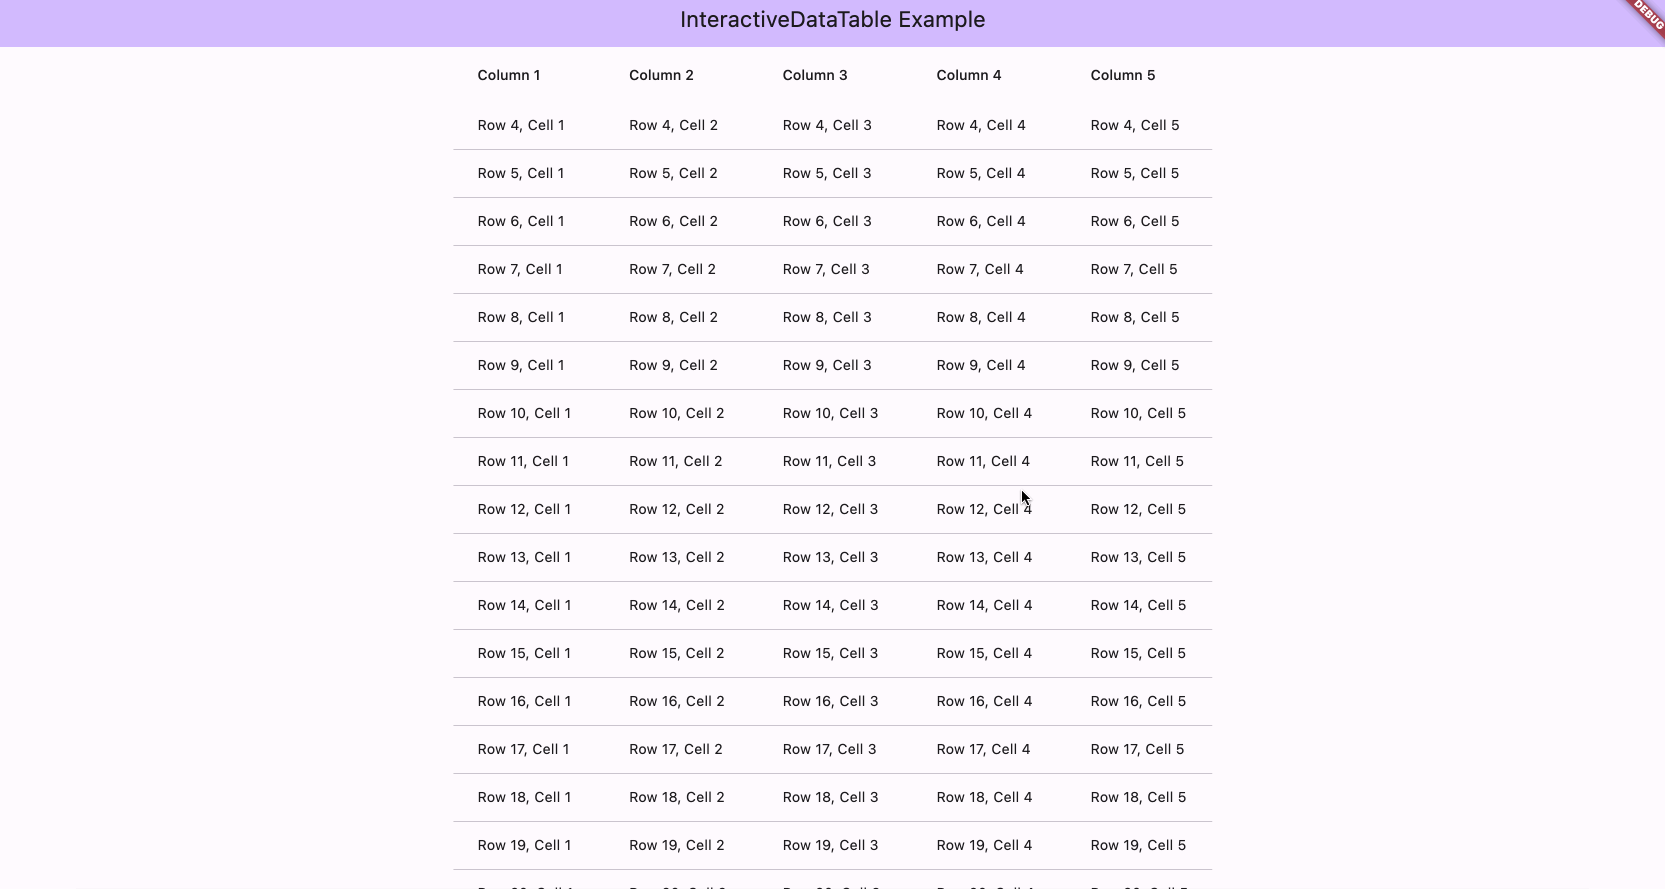 InteractiveDataTable Example
DEBUG
Column 1 Column 2 Column 3 Column 4 Column 5
Row 4, Cell 1 Row 4, Cell 2 Row 4, Cell 3 Row 4, Cell 4 Row 4, Cell 5
Row 5, Cell 1 Row 5, Cell 2 Row 5, Cell 3 Row 5, Cell 4 Row 5, Cell 5
Row 6, Cell 1 Row 6, Cell 2 Row 6, Cell 3 Row 6, Cell 4 Row 6, Cell 5
Row 7, Cell 1 Row 7, Cell 2 Row 7, Cell 3 Row 7, Cell 4 Row 7, Cell 5
Row 8, Cell 1 Row 8, Cell 2 Row 8, Cell 3 Row 8, Cell 4 Row 8, Cell 5
Row 9, Cell 1 Row 9, Cell 2 Row 9, Cell 3 Row 9, Cell 4 Row 9, Cell 5
Row 10, Cell 1 Row 10, Cell 2 Row 10, Cell 3 Row 10, Cell 4 Row 10, Cell 5
Row 11, Cell 1 Row 11, Cell 2 Row 11, Cell 3 Row 11, Cell 4 Row 11, Cell 5
Row 12, Cell 1 Row 12, Cell 2 Row 12, Cell 3 Row 12, Cell 4 Row 12, Cell 5
Row 13, Cell 1 Row 13, Cell 2 Row 13, Cell 3 Row 13, Cell 4 Row 13, Cell 5
Row 14, Cell 1 Row 14, Cell 2 Row 14, Cell 3 Row 14, Cell 4 Row 14, Cell 5
Row 15, Cell 1 Row 15, Cell 2 Row 15, Cell 3 Row 15, Cell 4 Row 15, Cell 5
Row 16, Cell 1 Row 16, Cell 2 Row 16, Cell 3 Row 16, Cell 4 Row 16, Cell 5
Row 17, Cell 1 Row 17, Cell 2 Row 17, Cell 3 Row 17, Cell 4 Row 17, Cell 5
Row 18, Cell 1 Row 18, Cell 2 Row 18, Cell 3 Row 18, Cell 4 Row 18, Cell 5
Row 19, Cell 1 Row 19, Cell 2 Row 19, Cell 3 Row 19, Cell 4 Row 19, Cell 5